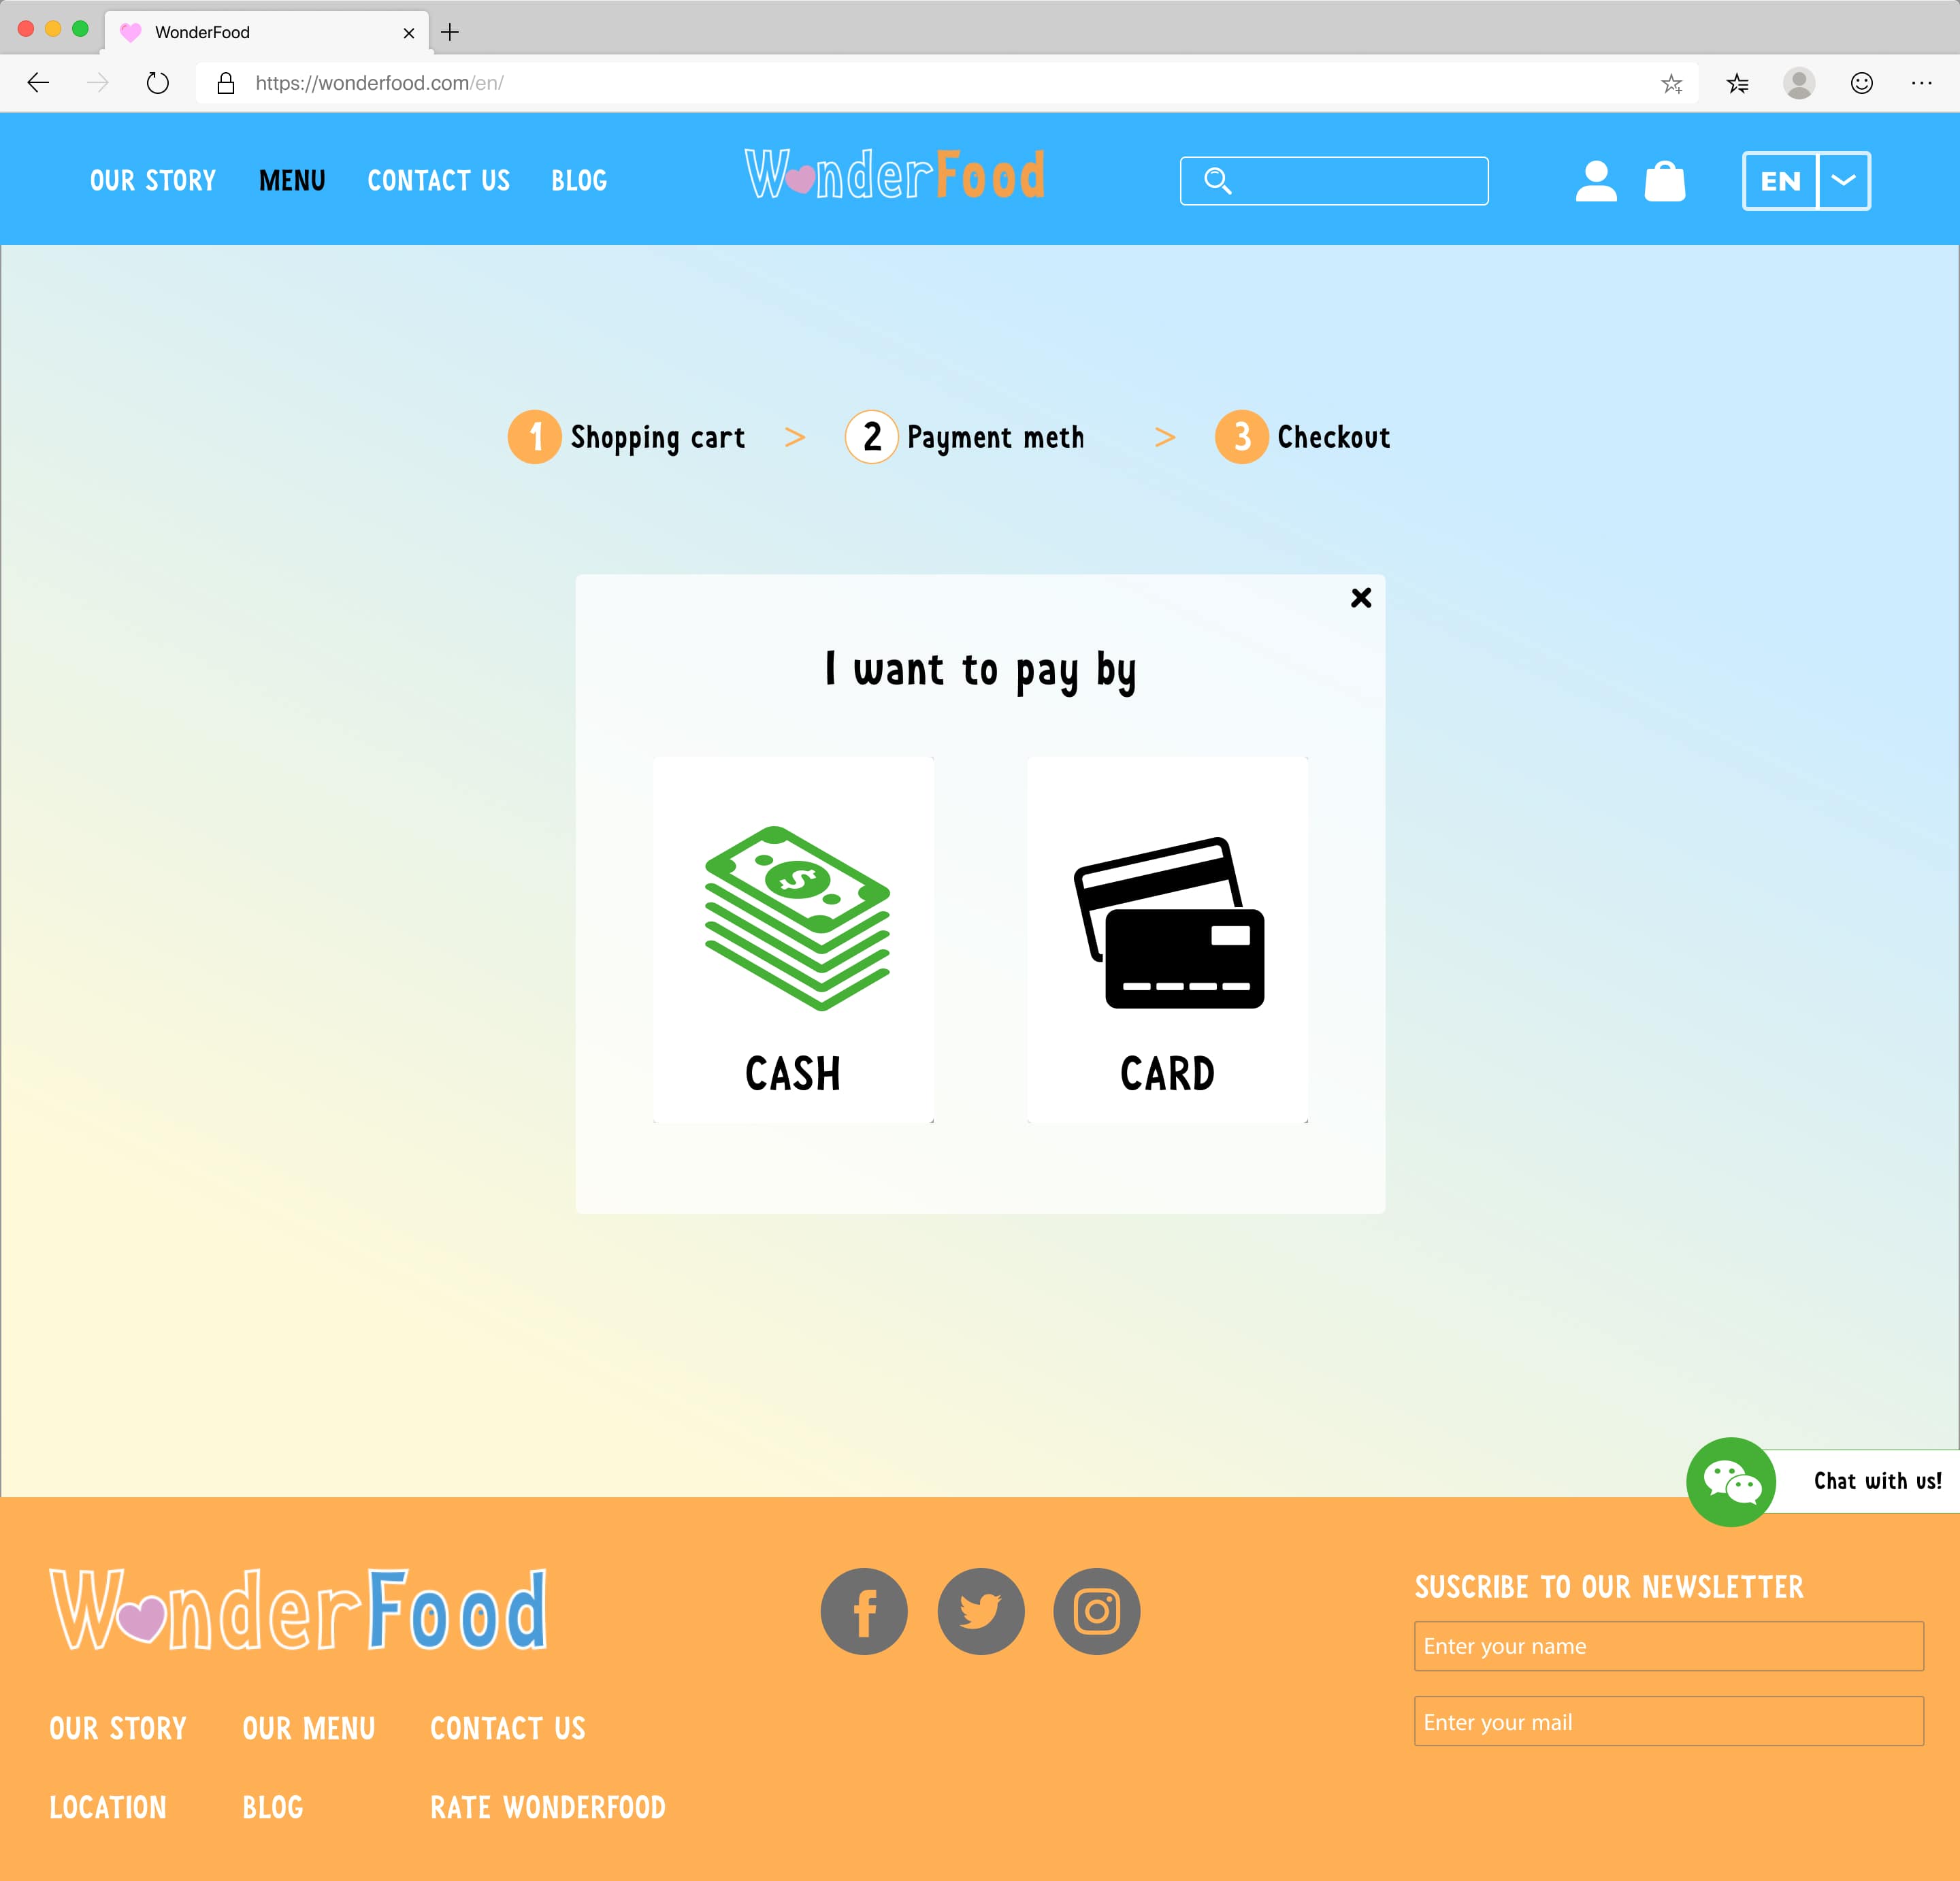 WonderFood
https://wonderfood.com/en/
OUR STORY MENU CONTACT US BLOG WonderFood EN
1 Shopping cart > 2 Payment meth > 3 Checkout
I want to pay by
$
CASH CARD
Chat with us!
WonderFood
SUSCRIBE TO OUR NEWSLETTER
Enter your name
Enter your mail
OUR STORY OUR MENU CONTACT US
LOCATION BLOG RATE WONDERFOOD